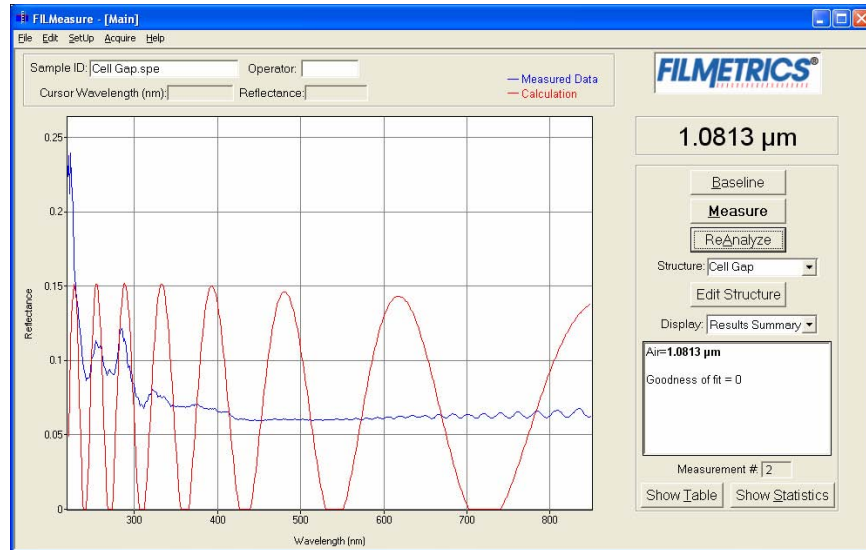 FILMeasure - [Main]
File Edit SetUp Acquire Help
Sample ID: Cell Gap.spe Operator:
Cursor Wavelength (nm): Reflectance:
Measured Data
Calculation
FILMETRICS®
1.0813 µm
Baseline
Measure
ReAnalyze
Structure: Cell Gap
Edit Structure
Display: Results Summary
Air=1.0813 µm
Goodness of fit = 0
Measurement #: 2
Show Table Show Statistics
0.25
0.2
0.15
0.1
0.05
0
Reflectance
300 400 500 600 700 800
Wavelength (nm)